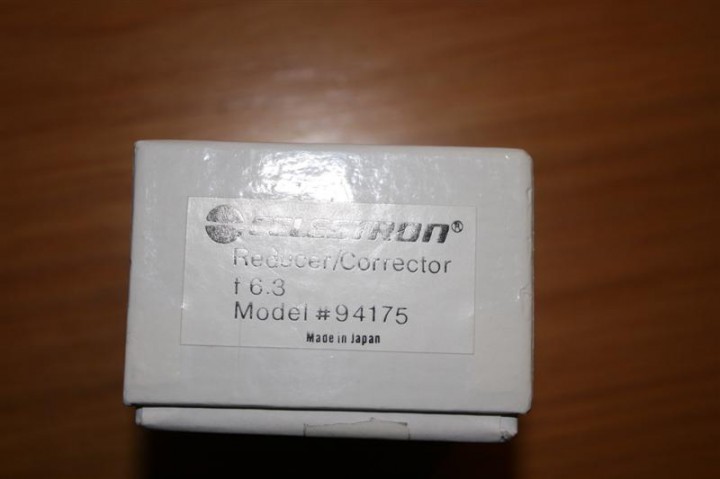 CELESTRON®
Reducer/Corrector
f 6.3
Model #94175
Made in Japan